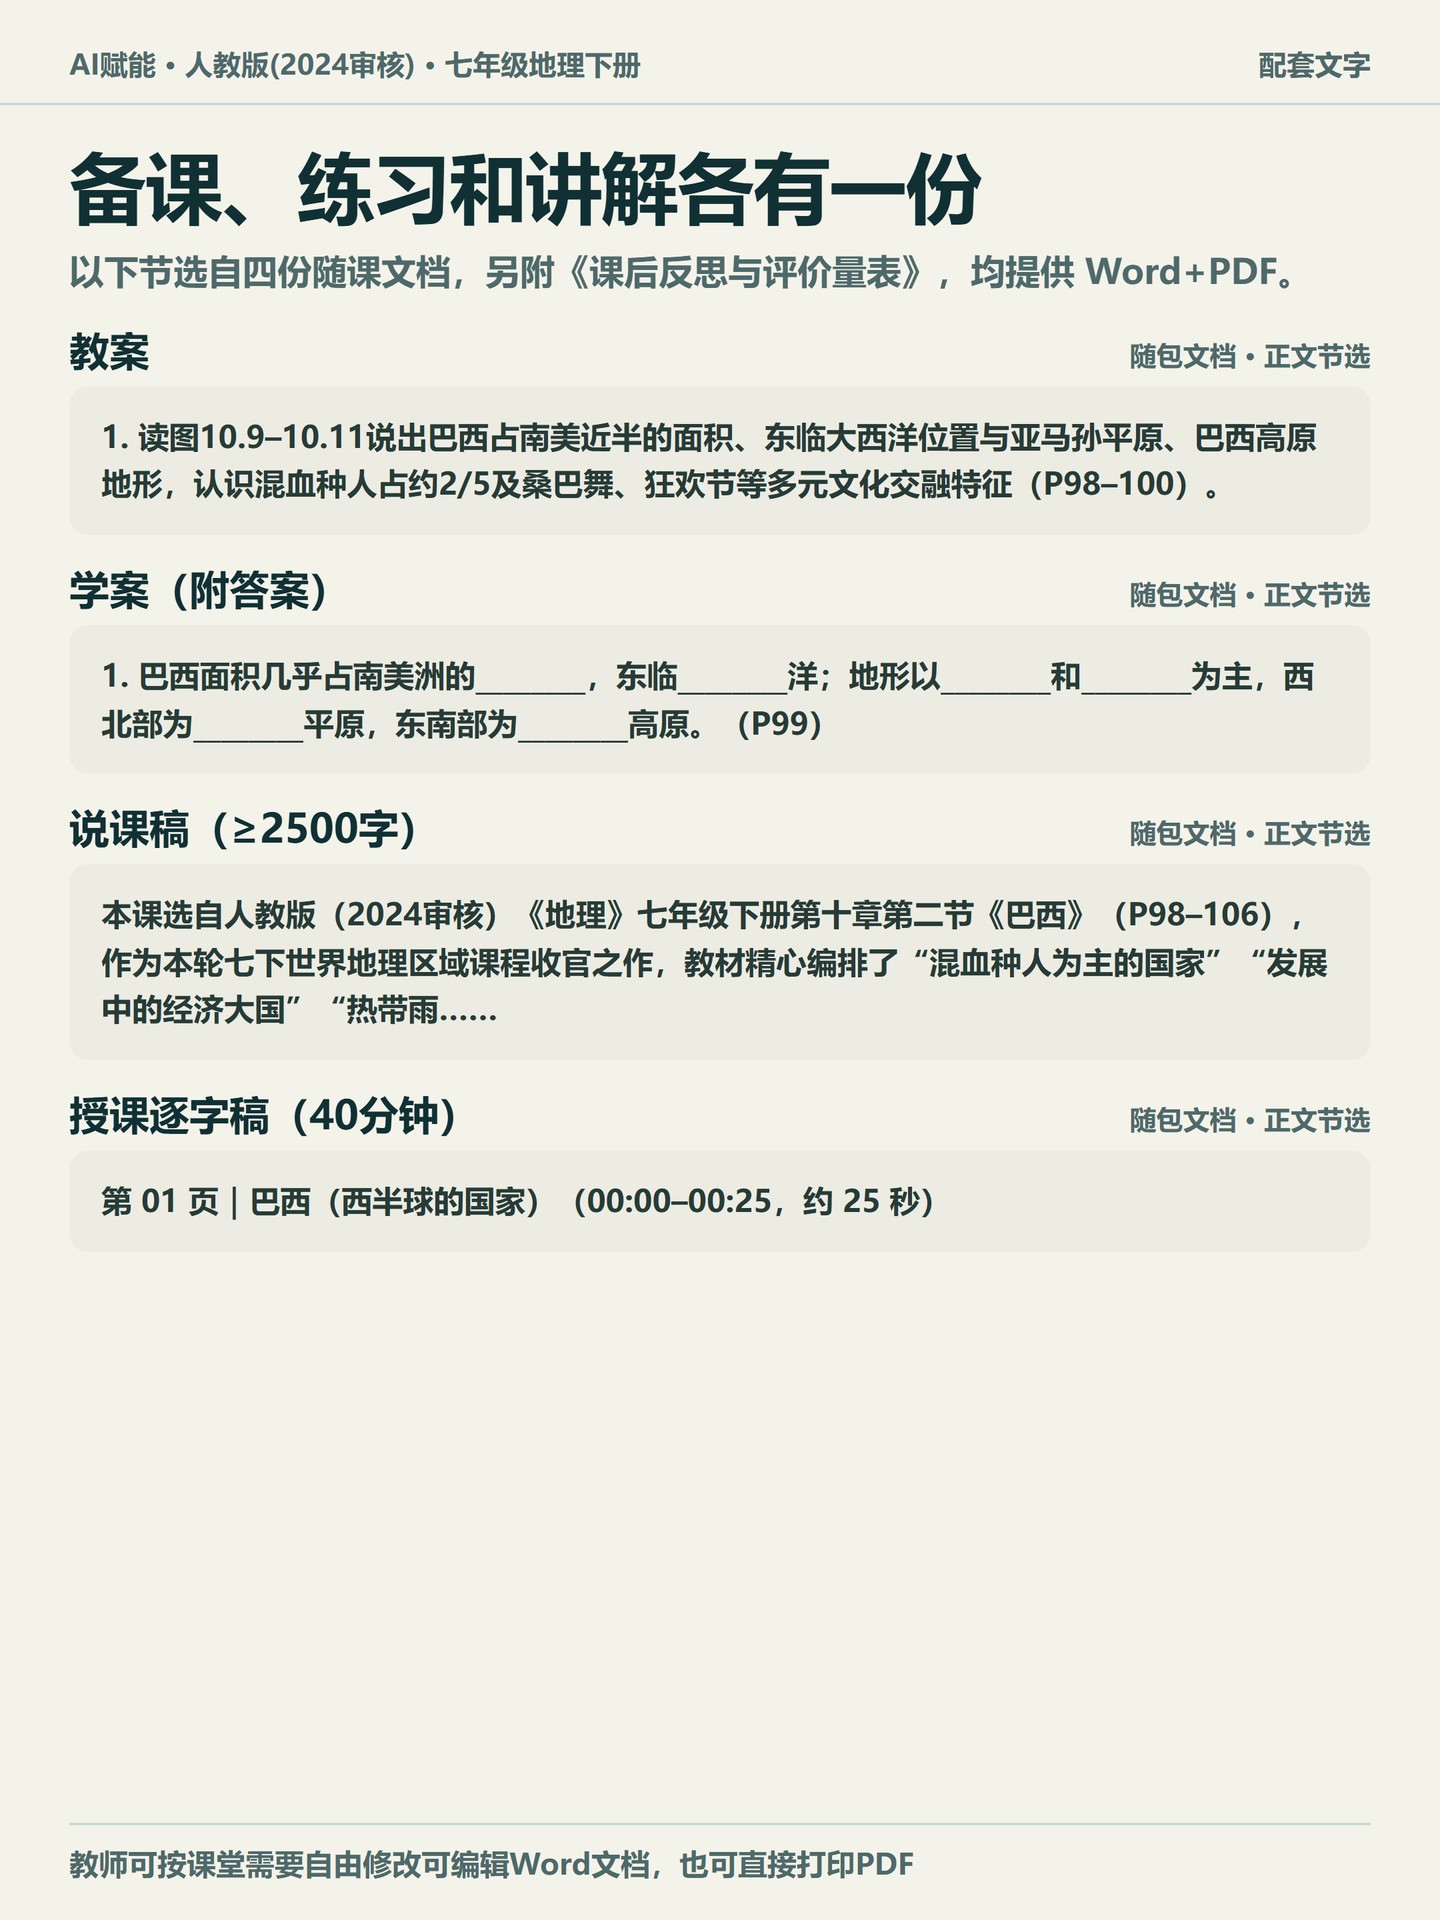 AI赋能 • 人教版(2024审核) • 七年级地理下册
配套文字
备课、练习和讲解各有一份
以下节选自四份随课文档，另附《课后反思与评价量表》，均提供 Word+PDF。
教案
随包文档 • 正文节选
1. 读图10.9–10.11说出巴西占南美近半的面积、东临大西洋位置与亚马孙平原、巴西高原
地形，认识混血种人占约2/5及桑巴舞、狂欢节等多元文化交融特征（P98–100）。
学案（附答案）
随包文档 • 正文节选
1. 巴西面积几乎占南美洲的________，东临________洋；地形以________和________为主，西
北部为________平原，东南部为________高原。（P99）
说课稿（≥2500字）
随包文档 • 正文节选
本课选自人教版（2024审核）《地理》七年级下册第十章第二节《巴西》（P98–106），
作为本轮七下世界地理区域课程收官之作，教材精心编排了“混血种人为主的国家”“发展
中的经济大国”“热带雨……
授课逐字稿（40分钟）
随包文档 • 正文节选
第 01 页｜巴西（西半球的国家）（00:00–00:25，约 25 秒）
教师可按课堂需要自由修改可编辑Word文档，也可直接打印PDF